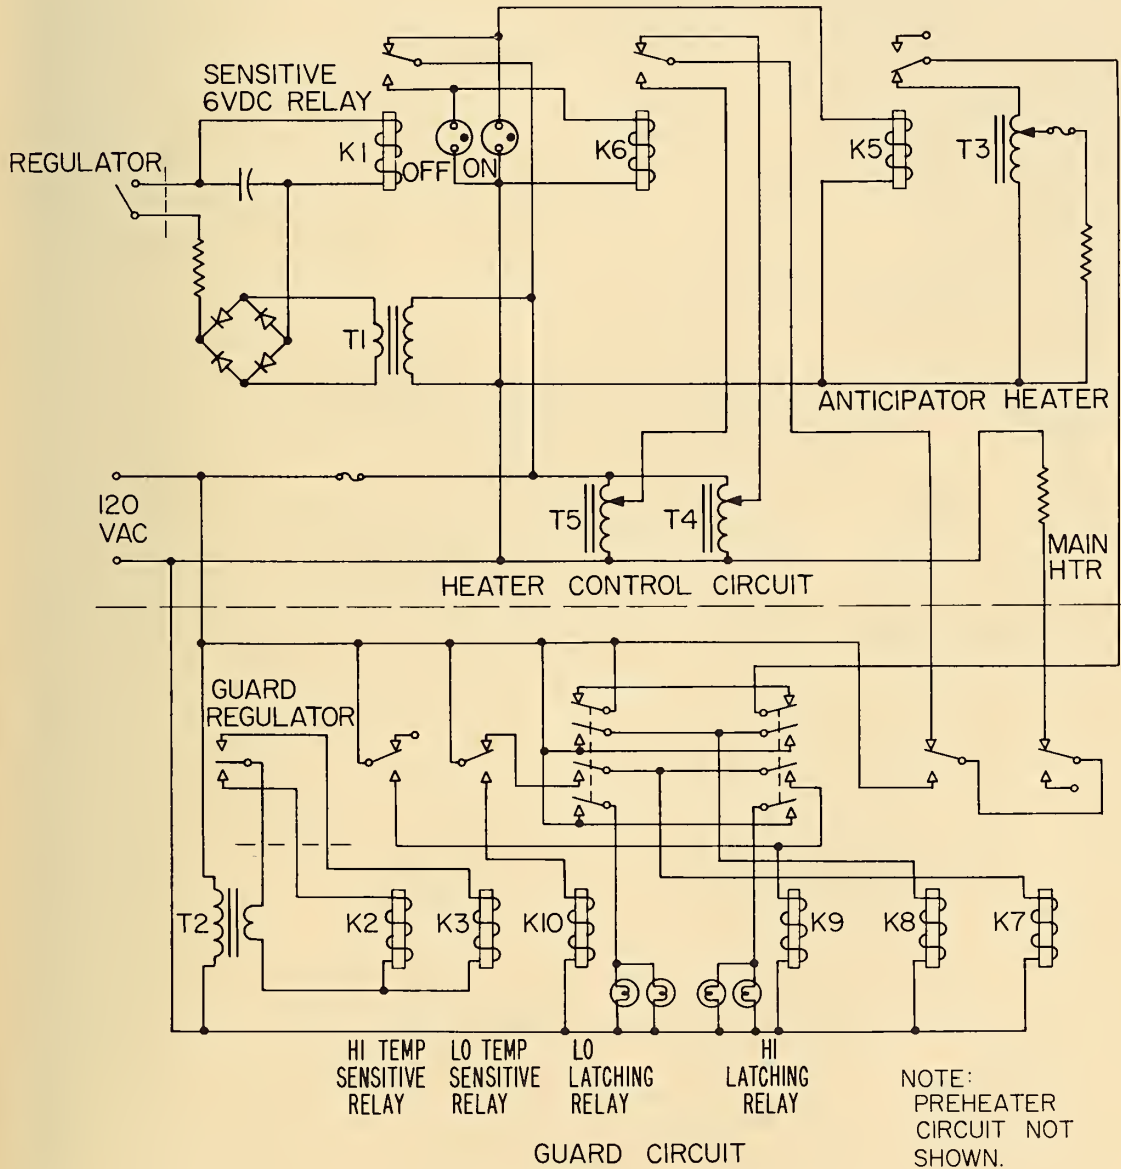 SENSITIVE
6VDC RELAY
K1
OFF
ON
K6
K5
T3
REGULATOR
T1
ANTICIPATOR HEATER
120
VAC
T5
T4
MAIN
HTR
HEATER CONTROL CIRCUIT
GUARD
REGULATOR
T2
K2
K3
K10
K9
K8
K7
HI TEMP
SENSITIVE
RELAY
LO TEMP
SENSITIVE
RELAY
LO
LATCHING
RELAY
HI
LATCHING
RELAY
NOTE:
PREHEATER
CIRCUIT NOT
SHOWN.
GUARD CIRCUIT